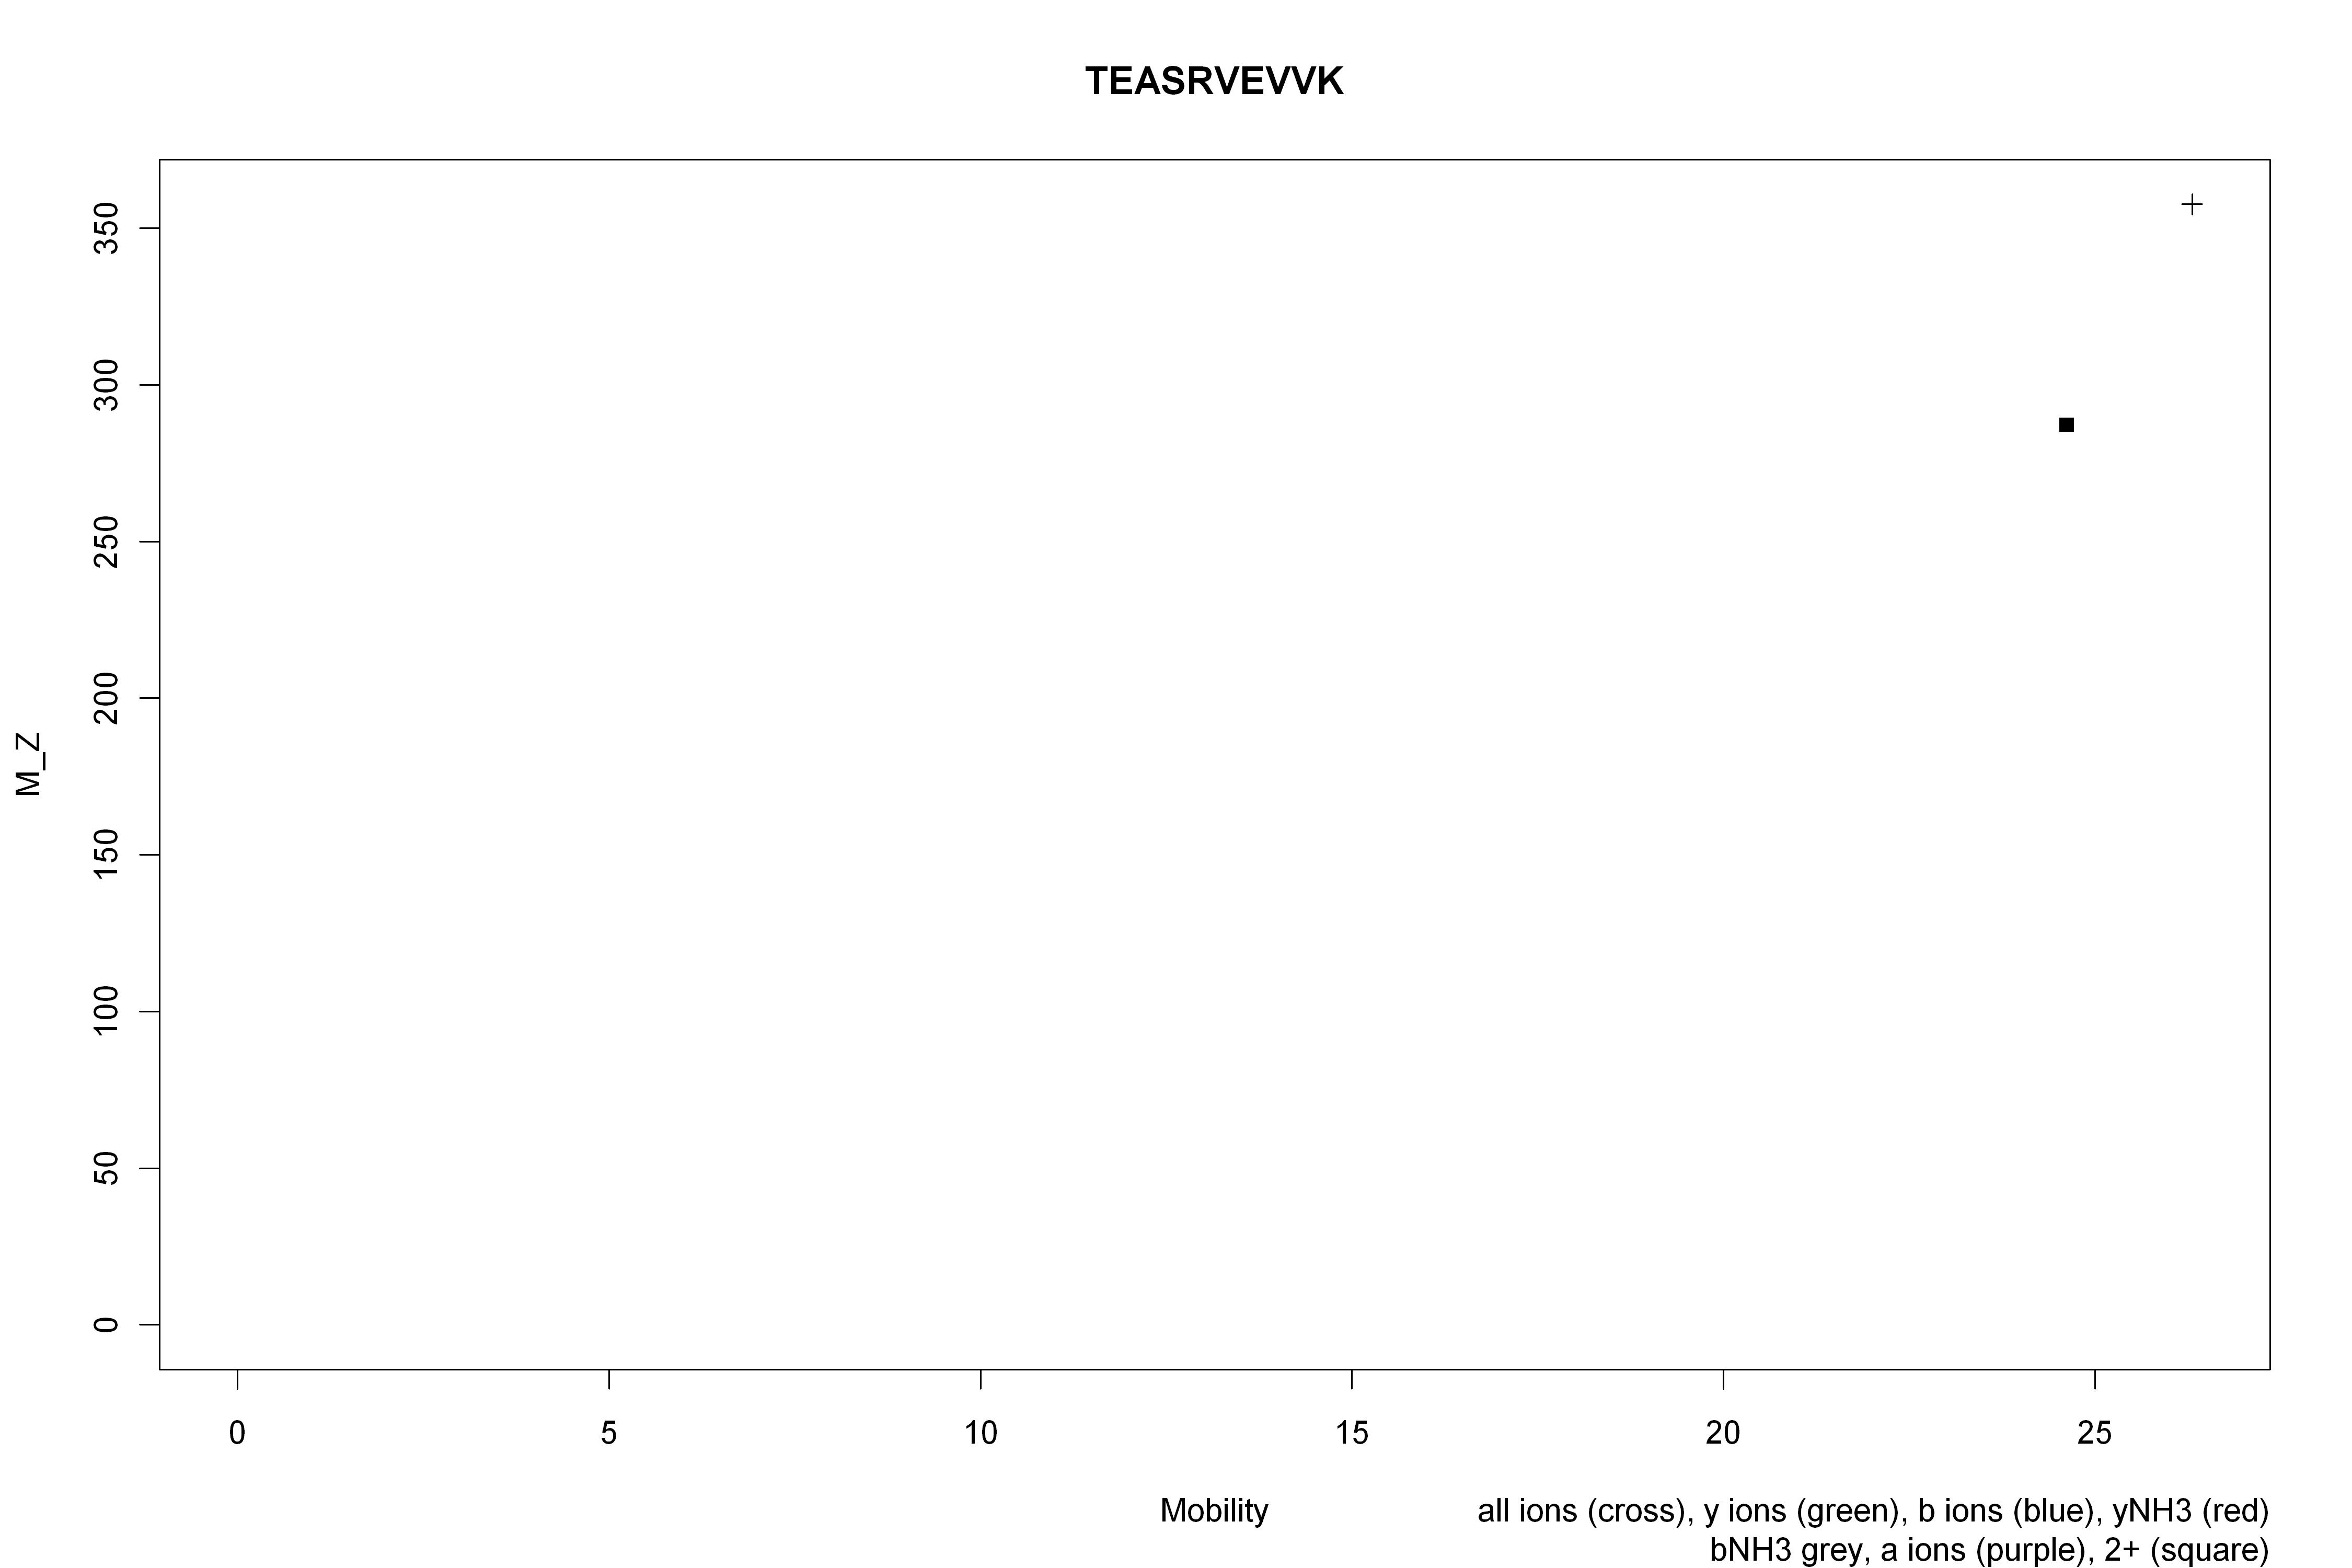 TEASRVEVVK
350
300
250
200
150
100
50
0
M_Z
0 5 10 15 20 25
Mobility
all ions (cross), y ions (green), b ions (blue), yNH3 (red)
bNH3 grey, a ions (purple), 2+ (square)